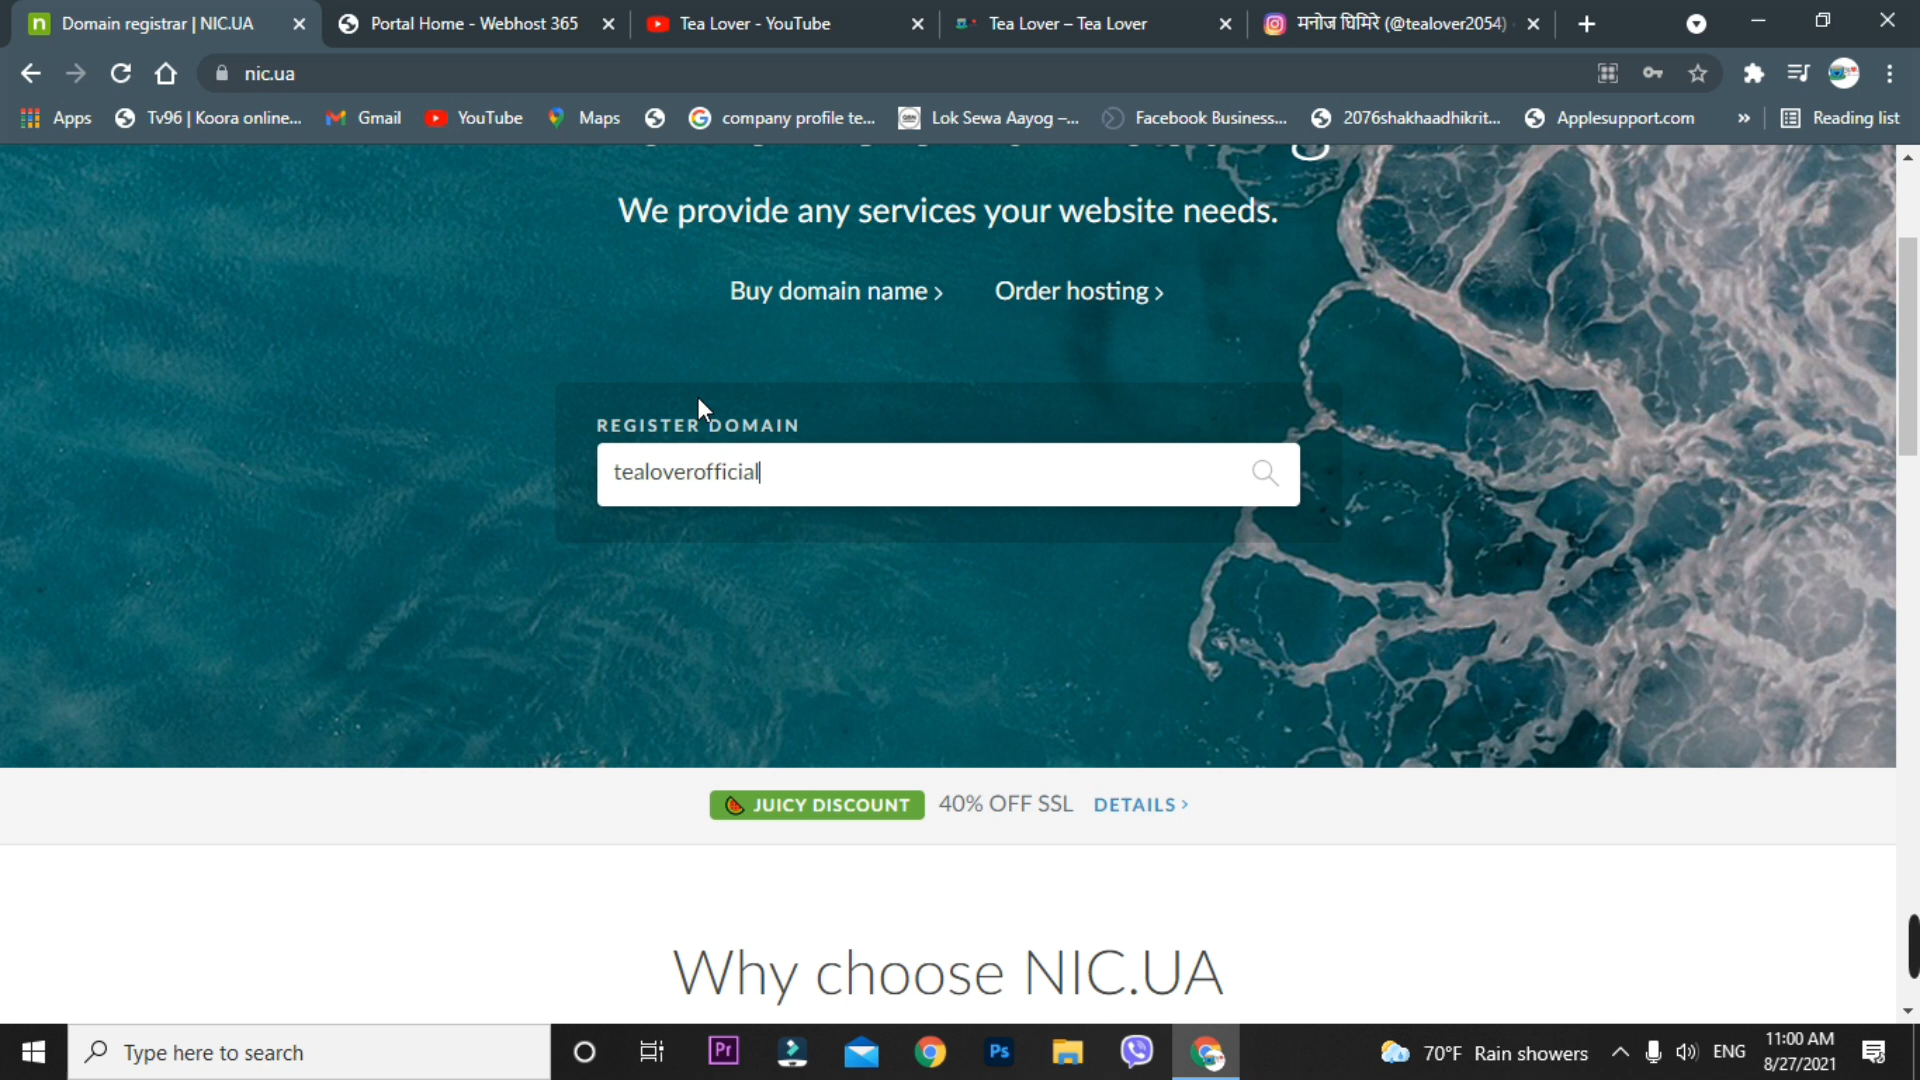 Domain registrar | NIC.UA
Portal Home - Webhost 365
Tea Lover - YouTube
Tea Lover – Tea Lover
मनोज घिमिरे (@tealover2054)
nic.ua
Apps
Tv96 | Koora online...
Gmail
YouTube
Maps
company profile te...
Lok Sewa Aayog –...
Facebook Business...
2076shakhaadhikrit...
Applesupport.com
»
Reading list
We provide any services your website needs.
Buy domain name ›
Order hosting ›
REGISTER DOMAIN
tealoverofficial
JUICY DISCOUNT
40% OFF SSL
DETAILS ›
Why choose NIC.UA
Type here to search
Pr
Ps
70°F Rain showers
ENG
11:00 AM
8/27/2021